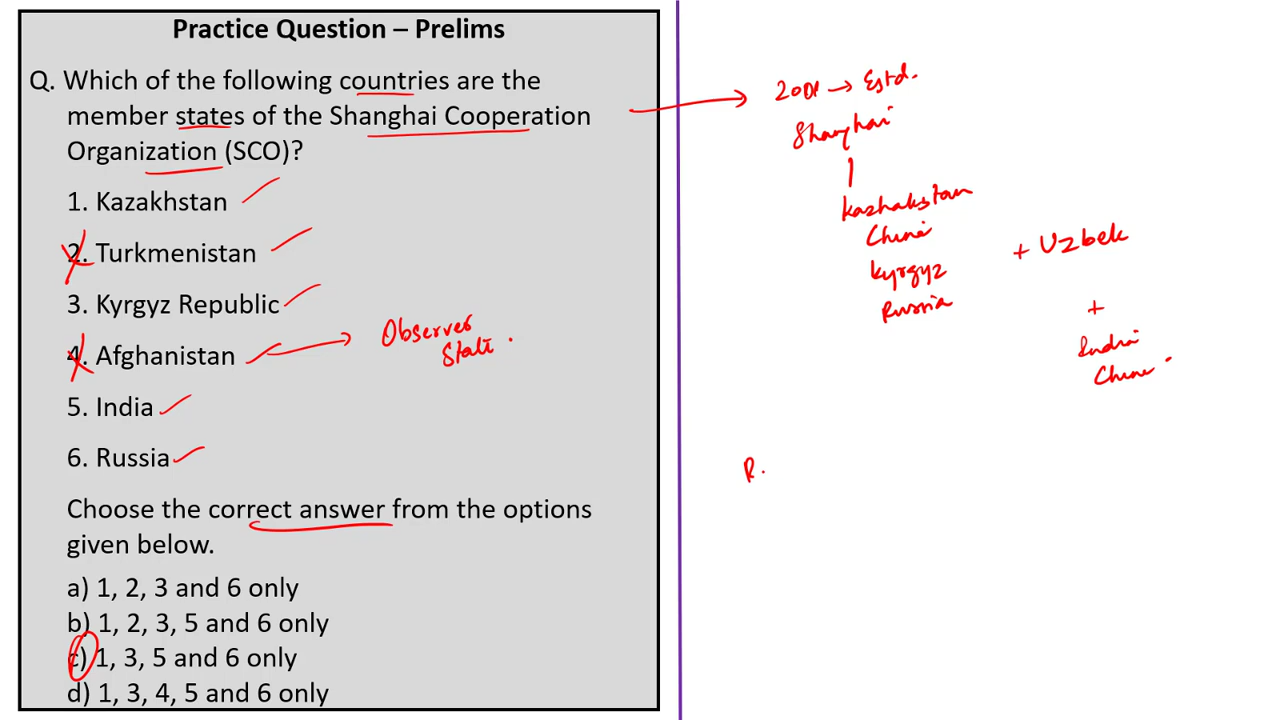 Practice Question – Prelims
Q. Which of the following countries are the
member states of the Shanghai Cooperation
Organization (SCO)?
1. Kazakhstan
2. Turkmenistan
3. Kyrgyz Republic
4. Afghanistan
5. India
6. Russia
Choose the correct answer from the options
given below.
a) 1, 2, 3 and 6 only
b) 1, 2, 3, 5 and 6 only
c) 1, 3, 5 and 6 only
d) 1, 3, 4, 5 and 6 only
Observer
State.
2001 → Estd.
Shanghai
Kazhakstan
China
Kyrgyz
Russia
+ Uzbek
+
India
China
R.